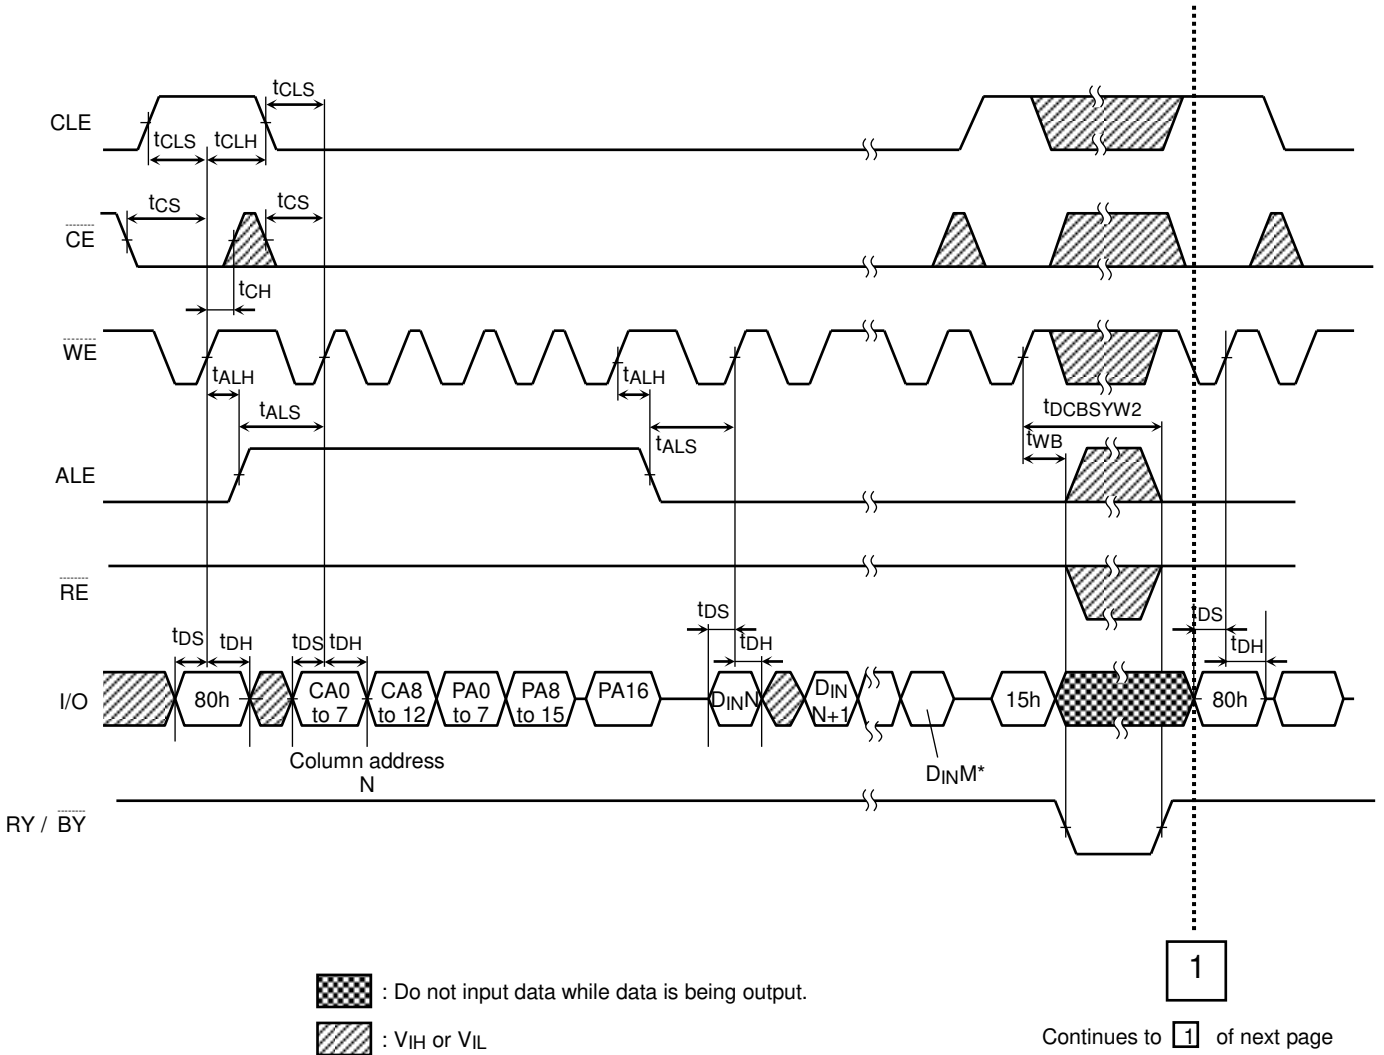 tCLS
CLE
tCLS
tCLH
tCS
tCS
CE
tCH
WE
tALH
tALH
tALS
tDCBSYW2
tALS
tWB
ALE
RE
tDS
tDS
tDS
tDH
tDS
tDH
tDH
tDH
I/O
80h
CA0
to 7
CA8
to 12
PA0
to 7
PA8
to 15
PA16
DINN
DIN
N+1
15h
80h
Column address
N
DINM*
RY / BY
1
: Do not input data while data is being output.
: VIH or VIL
Continues to 1 of next page